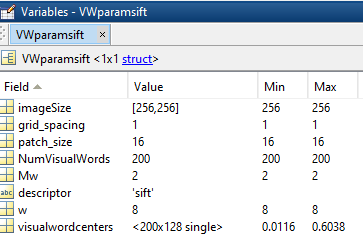 Variables - VWparamsift
VWparamsift ×
VWparamsift <1x1 struct>
Field Value Min Max
imageSize [256,256] 256 256
grid_spacing 1 1 1
patch_size 16 16 16
NumVisualWords 200 200 200
Mw 2 2 2
abc descriptor 'sift'
w 8 8 8
visualwordcenters <200x128 single> 0.0116 0.6038